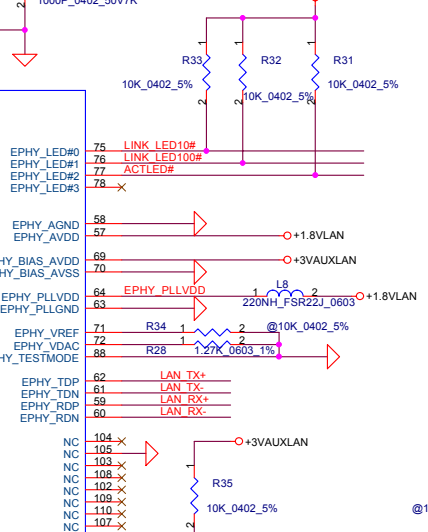 2
1000P_0402_50V7K
1
1
1
R33
R32
R31
10K_0402_5%
10K_0402_5%
10K_0402_5%
2
2
2
EPHY_LED#0 75 LINK_LED10#
EPHY_LED#1 76 LINK_LED100#
EPHY_LED#2 77 ACTLED#
EPHY_LED#3 78
EPHY_AGND 58
EPHY_AVDD 57 +1.8VLAN
HY_BIAS_AVDD 69 +3VAUXLAN
HY_BIAS_AVSS 70
L8
EPHY_PLLVDD 64 EPHY_PLLVDD 1 2 +1.8VLAN
220NH_FSR22J_0603
EPHY_PLLGND 63
EPHY_VREF 71 R34 1 2 @10K_0402_5%
EPHY_VDAC 72 1 2
HY_TESTMODE 88 R28 1.27K_0603_1%
EPHY_TDP 62 LAN_TX+
EPHY_TDN 61 LAN_TX-
EPHY_RDP 59 LAN_RX+
EPHY_RDN 60 LAN_RX-
NC 104
+3VAUXLAN
NC 105
NC 103
1
NC 108
NC 102
R35
NC 109
10K_0402_5%
@1
NC 110
NC 107
2